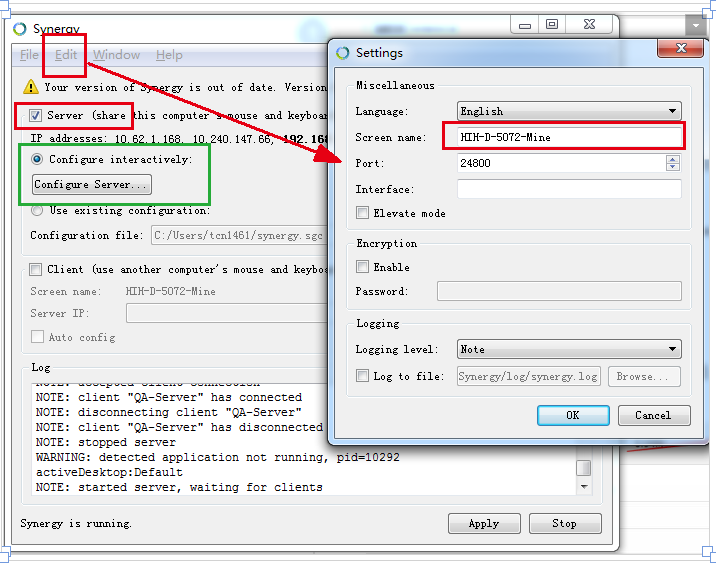 Synergy
File Edit Window Help
Your version of Synergy is out of date. Version
Server (share this computer's mouse and keyboa
IP addresses: 10.62.1.168, 10.240.147.66, 192.168
Configure interactively:
Configure Server...
Use existing configuration:
Configuration file: C:/Users/tcn1461/synergy.sgc
Client (use another computer's mouse and keyboa
Screen name: HIH-D-5072-Mine
Server IP:
Auto config
Log
NOTE: accepted client connection
NOTE: client "QA-Server" has connected
NOTE: disconnecting client "QA-Server"
NOTE: client "QA-Server" has disconnected
NOTE: stopped server
WARNING: detected application not running, pid=10292
activeDesktop:Default
NOTE: started server, waiting for clients
Synergy is running.
Apply
Stop
Settings
Miscellaneous
Language: English
Screen name: HIH-D-5072-Mine
Port: 24800
Interface:
Elevate mode
Encryption
Enable
Password:
Logging
Logging level: Note
Log to file: Synergy/log/synergy.log Browse...
OK
Cancel